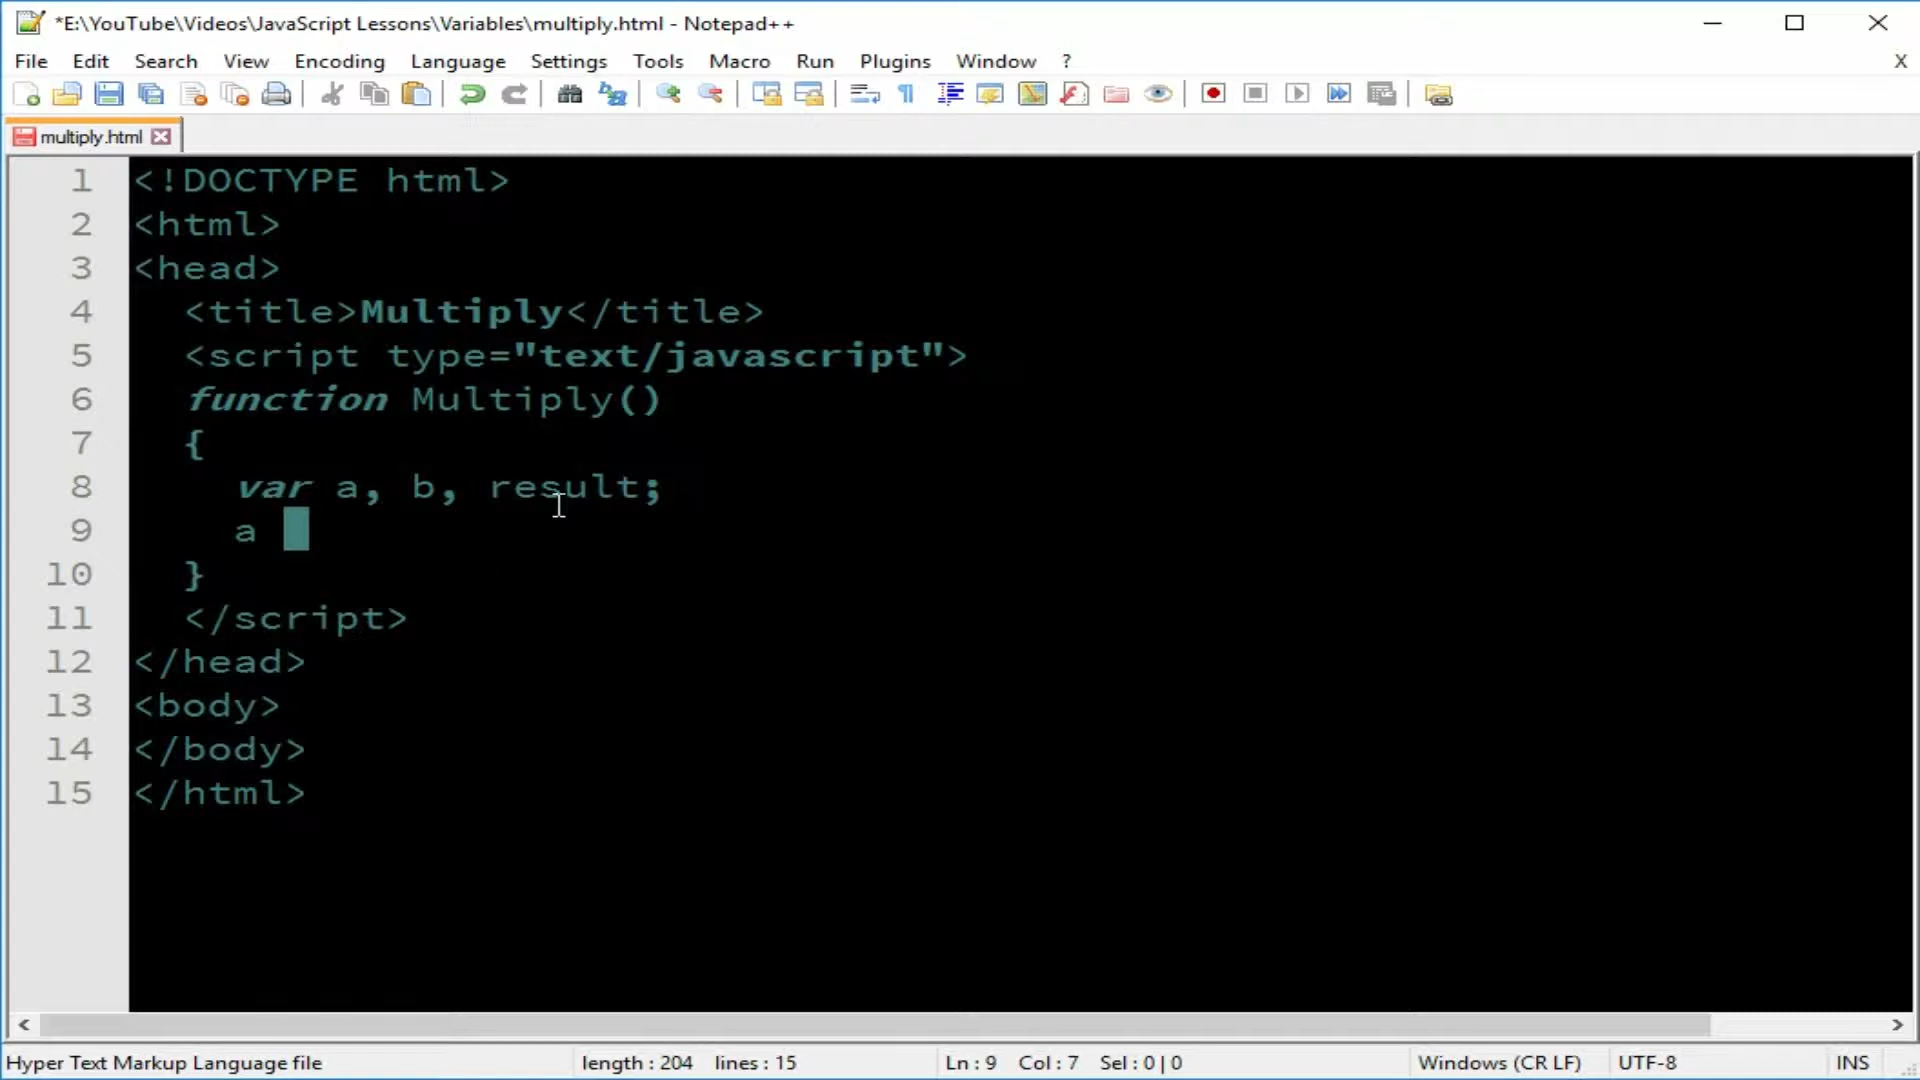 *E:\YouTube\Videos\JavaScript Lessons\Variables\multiply.html - Notepad++
File Edit Search View Encoding Language Settings Tools Macro Run Plugins Window ? X
multiply.html
1 <!DOCTYPE html>
2 <html>
3 <head>
4 <title>Multiply</title>
5 <script type="text/javascript">
6 function Multiply()
7 {
8 var a, b, result;
9 a
10 }
11 </script>
12 </head>
13 <body>
14 </body>
15 </html>
Hyper Text Markup Language file length : 204 lines : 15 Ln : 9 Col : 7 Sel : 0 | 0 Windows (CR LF) UTF-8 INS